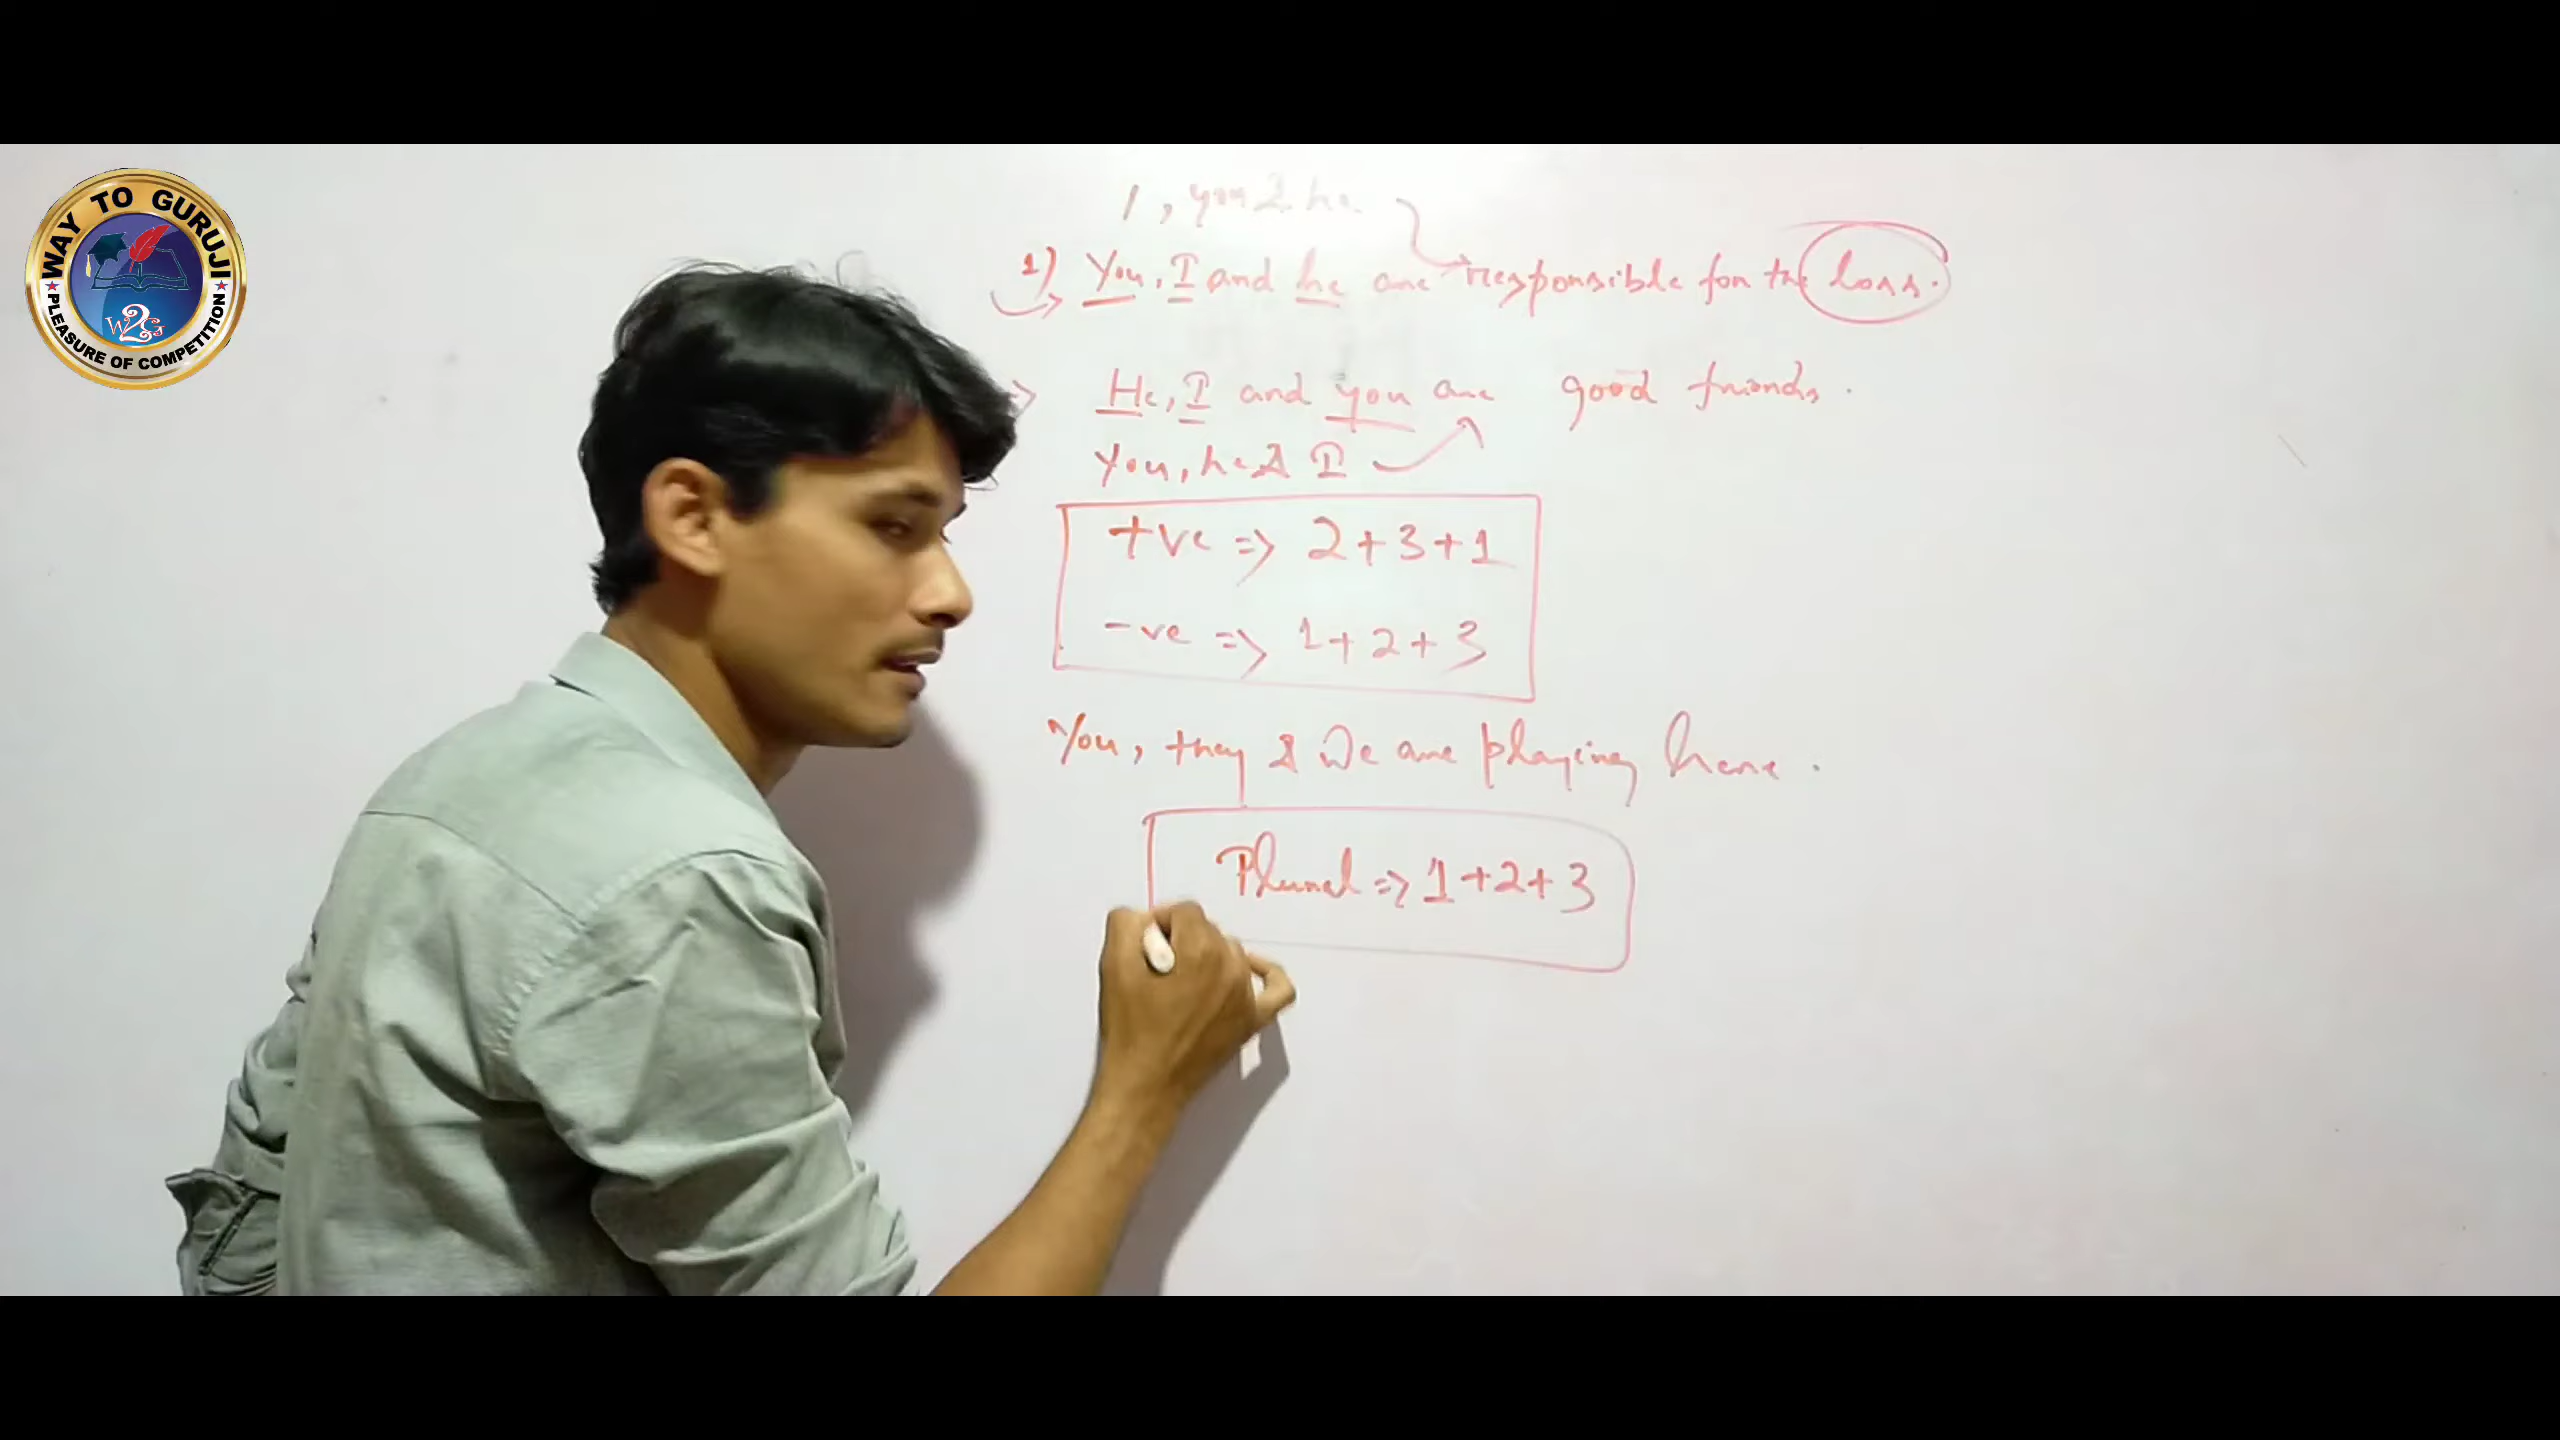 WAY TO GURUJI
W2G
PLEASURE OF COMPETITION
I, you & he
1) You, I and he are responsible for the loss.
=> He, I and you are good friends.
You, he & I
+ve => 2+3+1
-ve => 1+2+3
You, they & We are playing here.
Plural => 1+2+3